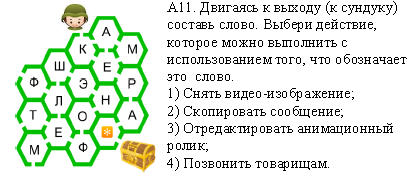 А11. Двигаясь к выходу (к сундуку)
составь слово. Выбери действие,
которое можно выполнить с
использованием того, что обозначает
это слово.
1) Снять видео-изображение;
2) Скопировать сообщение;
3) Отредактировать анимационный
ролик;
4) Позвонить товарищам.
А
К М
Ш Е
Ф Э Р
Л Н
Т О А
Е
М Ф